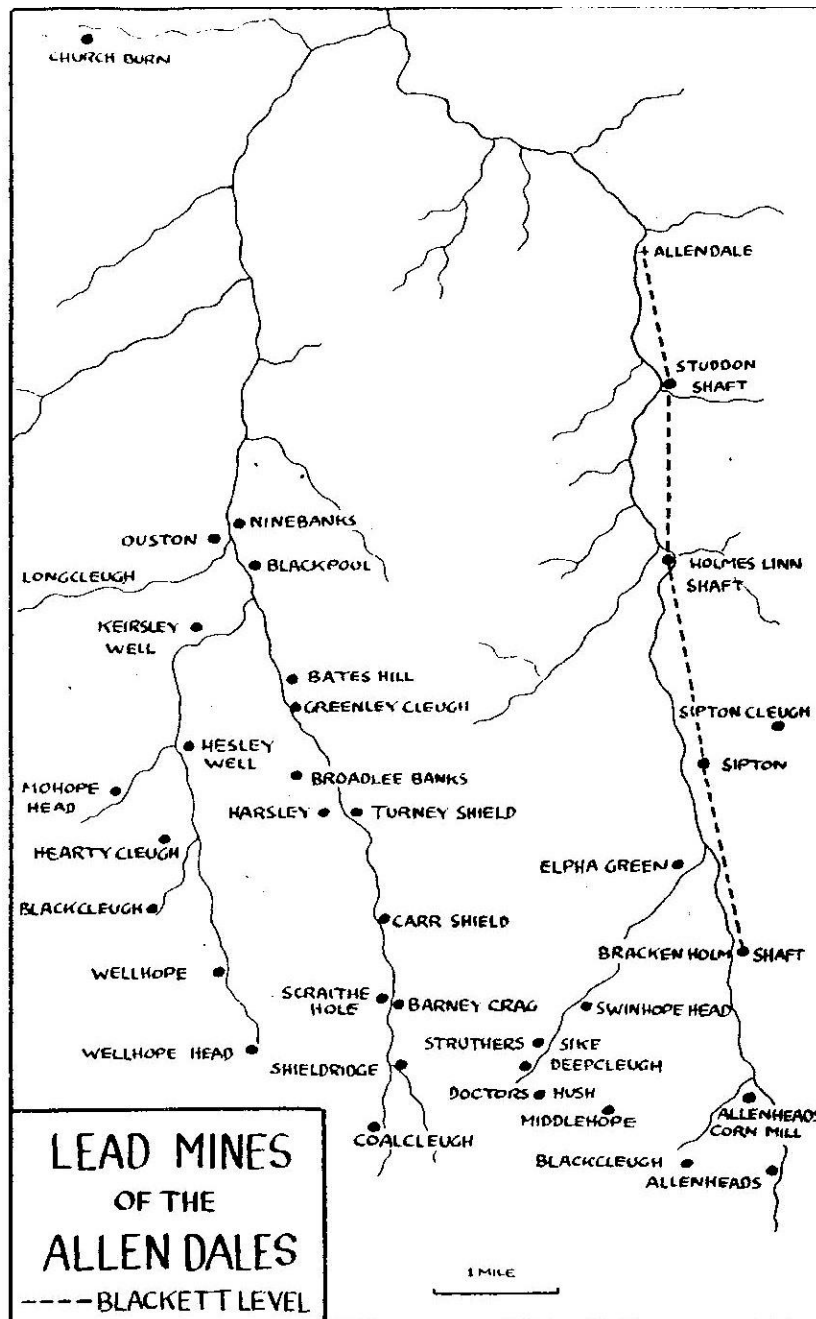 CHURCH BURN
ALLENDALE
STUDDON
SHAFT
NINEBANKS
OUSTON
BLACKPOOL
LONGCLEUGH
HOLMES LINN
SHAFT
KEIRSLEY
WELL
BATES HILL
GREENLEY CLEUGH
SIPTON CLEUGH
HESLEY
WELL
SIPTON
BROADLEE BANKS
MOHOPE
HEAD
HARSLEY
TURNEY SHIELD
HEARTY CLEUGH
ELPHA GREEN
BLACKCLEUGH
CARR SHIELD
BRACKEN HOLM SHAFT
WELLHOPE
SCRAITHE
HOLE
BARNEY CRAG
SWINHOPE HEAD
WELLHOPE HEAD
STRUTHERS SIKE
SHIELDRIDGE
DEEPCLEUGH
DOCTORS HUSH
MIDDLEHOPE
ALLENHEADS
CORN MILL
COALCLEUGH
BLACKCLEUGH
ALLENHEADS
LEAD MINES
OF THE
ALLEN DALES
----BLACKETT LEVEL
1 MILE